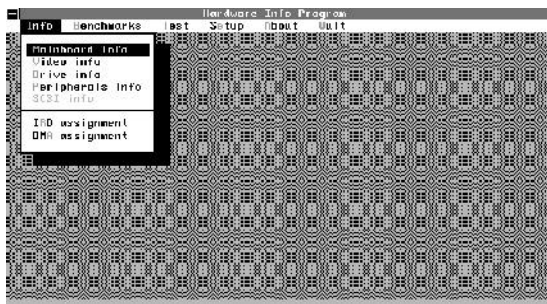 Hardware Info Program
Info Benchmarks Test Setup About Quit
Mainboard info
Video info
Drive info
Peripherals info
SCSI info
IRQ assignment
DMA assignment